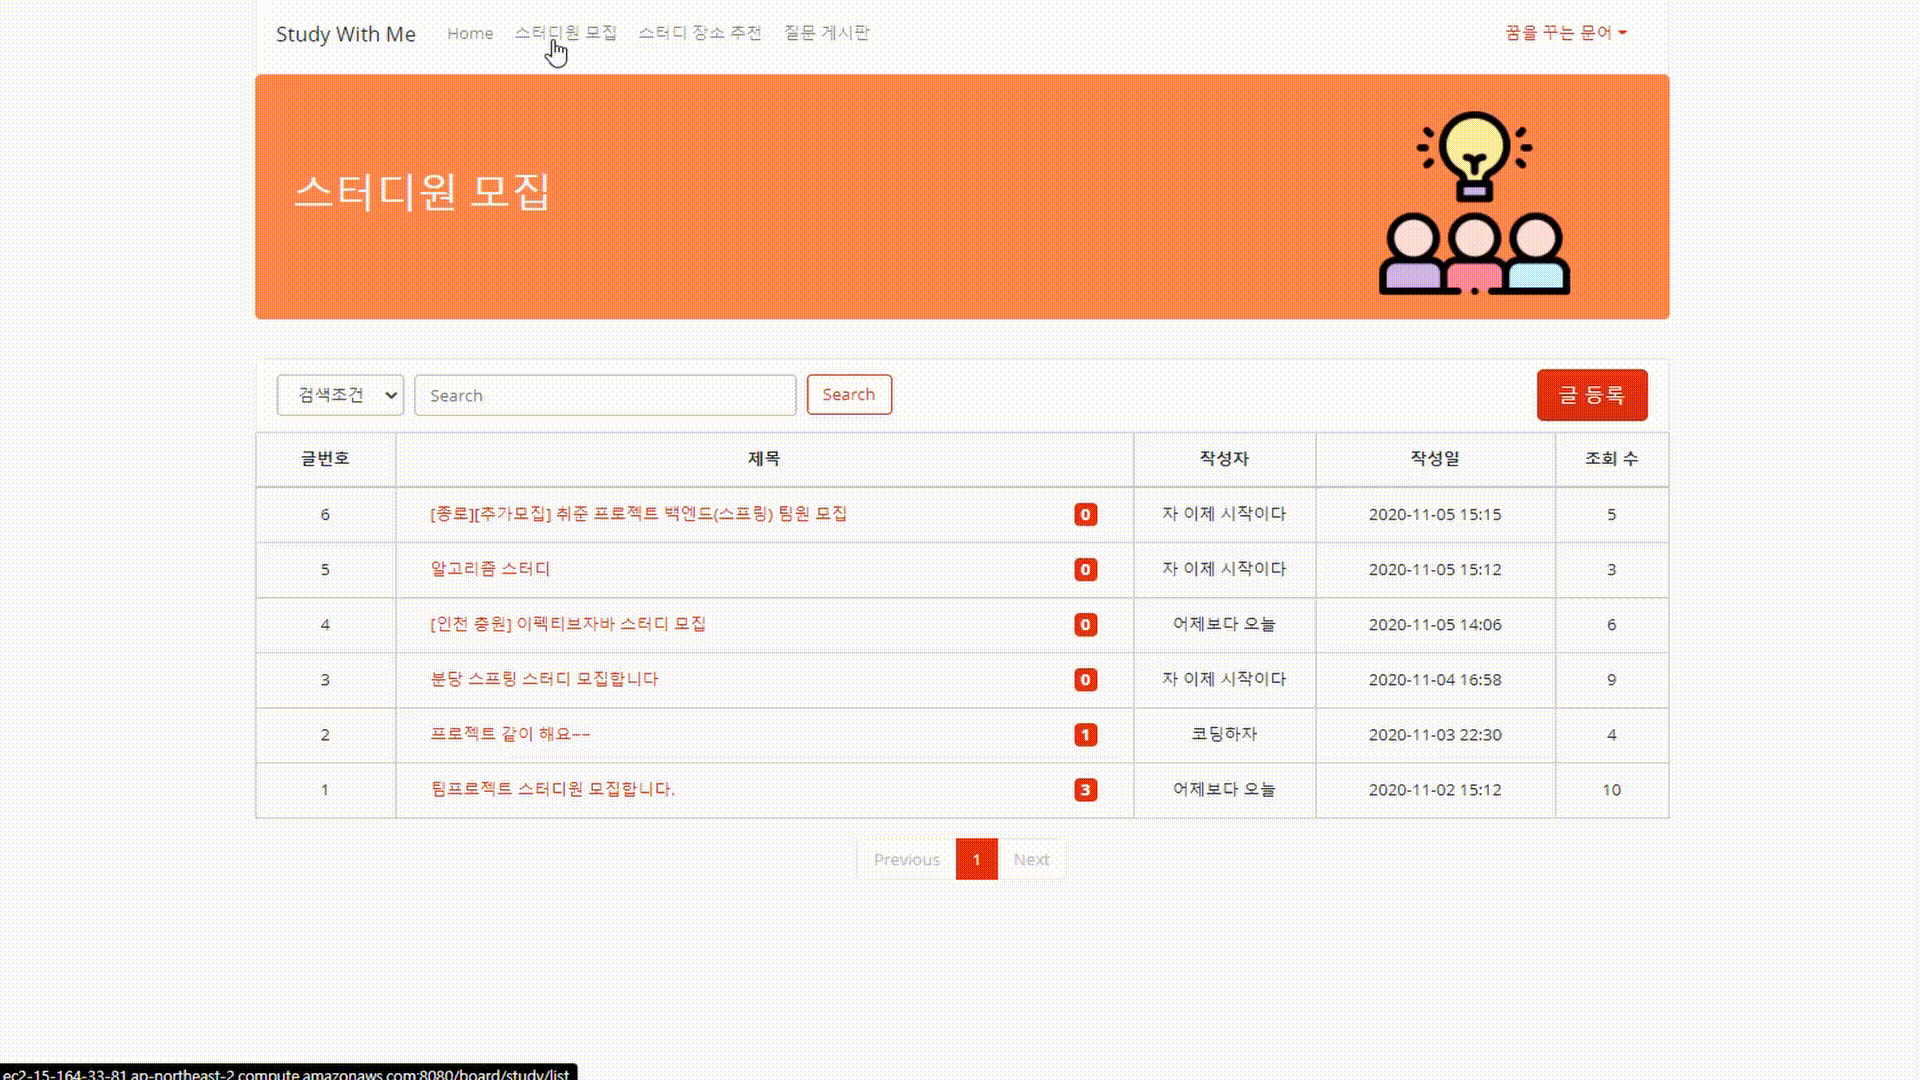 Study With Me Home 스터디원 모집 스터디 장소 추천 질문 게시판 꿈을 꾸는 문어
스터디원 모집
검색조건 Search Search 글 등록
글번호 제목 작성자 작성일 조회 수
6 [종로][추가모집] 취준 프로젝트 백엔드(스프링) 팀원 모집 0 자 이제 시작이다 2020-11-05 15:15 5
5 알고리즘 스터디 0 자 이제 시작이다 2020-11-05 15:12 3
4 [인천 충원] 이펙티브자바 스터디 모집 0 어제보다 오늘 2020-11-05 14:06 6
3 분당 스프링 스터디 모집합니다 0 자 이제 시작이다 2020-11-04 16:58 9
2 프로젝트 같이 해요~~ 1 코딩하자 2020-11-03 22:30 4
1 팀프로젝트 스터디원 모집합니다. 3 어제보다 오늘 2020-11-02 15:12 10
Previous 1 Next
ec2-15-164-33-81.ap-northeast-2.compute.amazonaws.com:8080/board/study/list